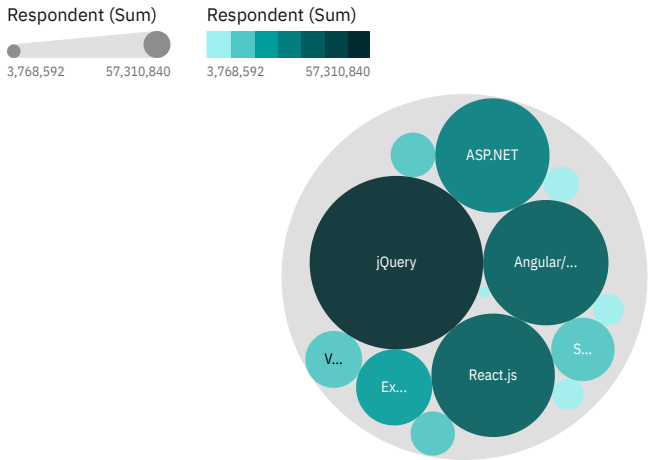 Respondent (Sum) Respondent (Sum)
3,768,592 57,310,840 3,768,592 57,310,840
ASP.NET
jQuery
Angular/...
S...
V...
React.js
Ex...